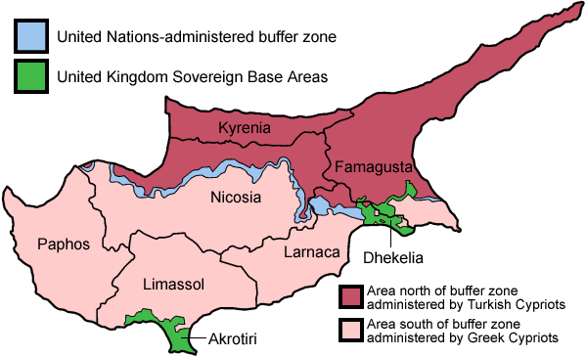 United Nations-administered buffer zone
United Kingdom Sovereign Base Areas
Kyrenia
Famagusta
Nicosia
Paphos
Larnaca
Dhekelia
Limassol
Akrotiri
Area north of buffer zone
administered by Turkish Cypriots
Area south of buffer zone
administered by Greek Cypriots